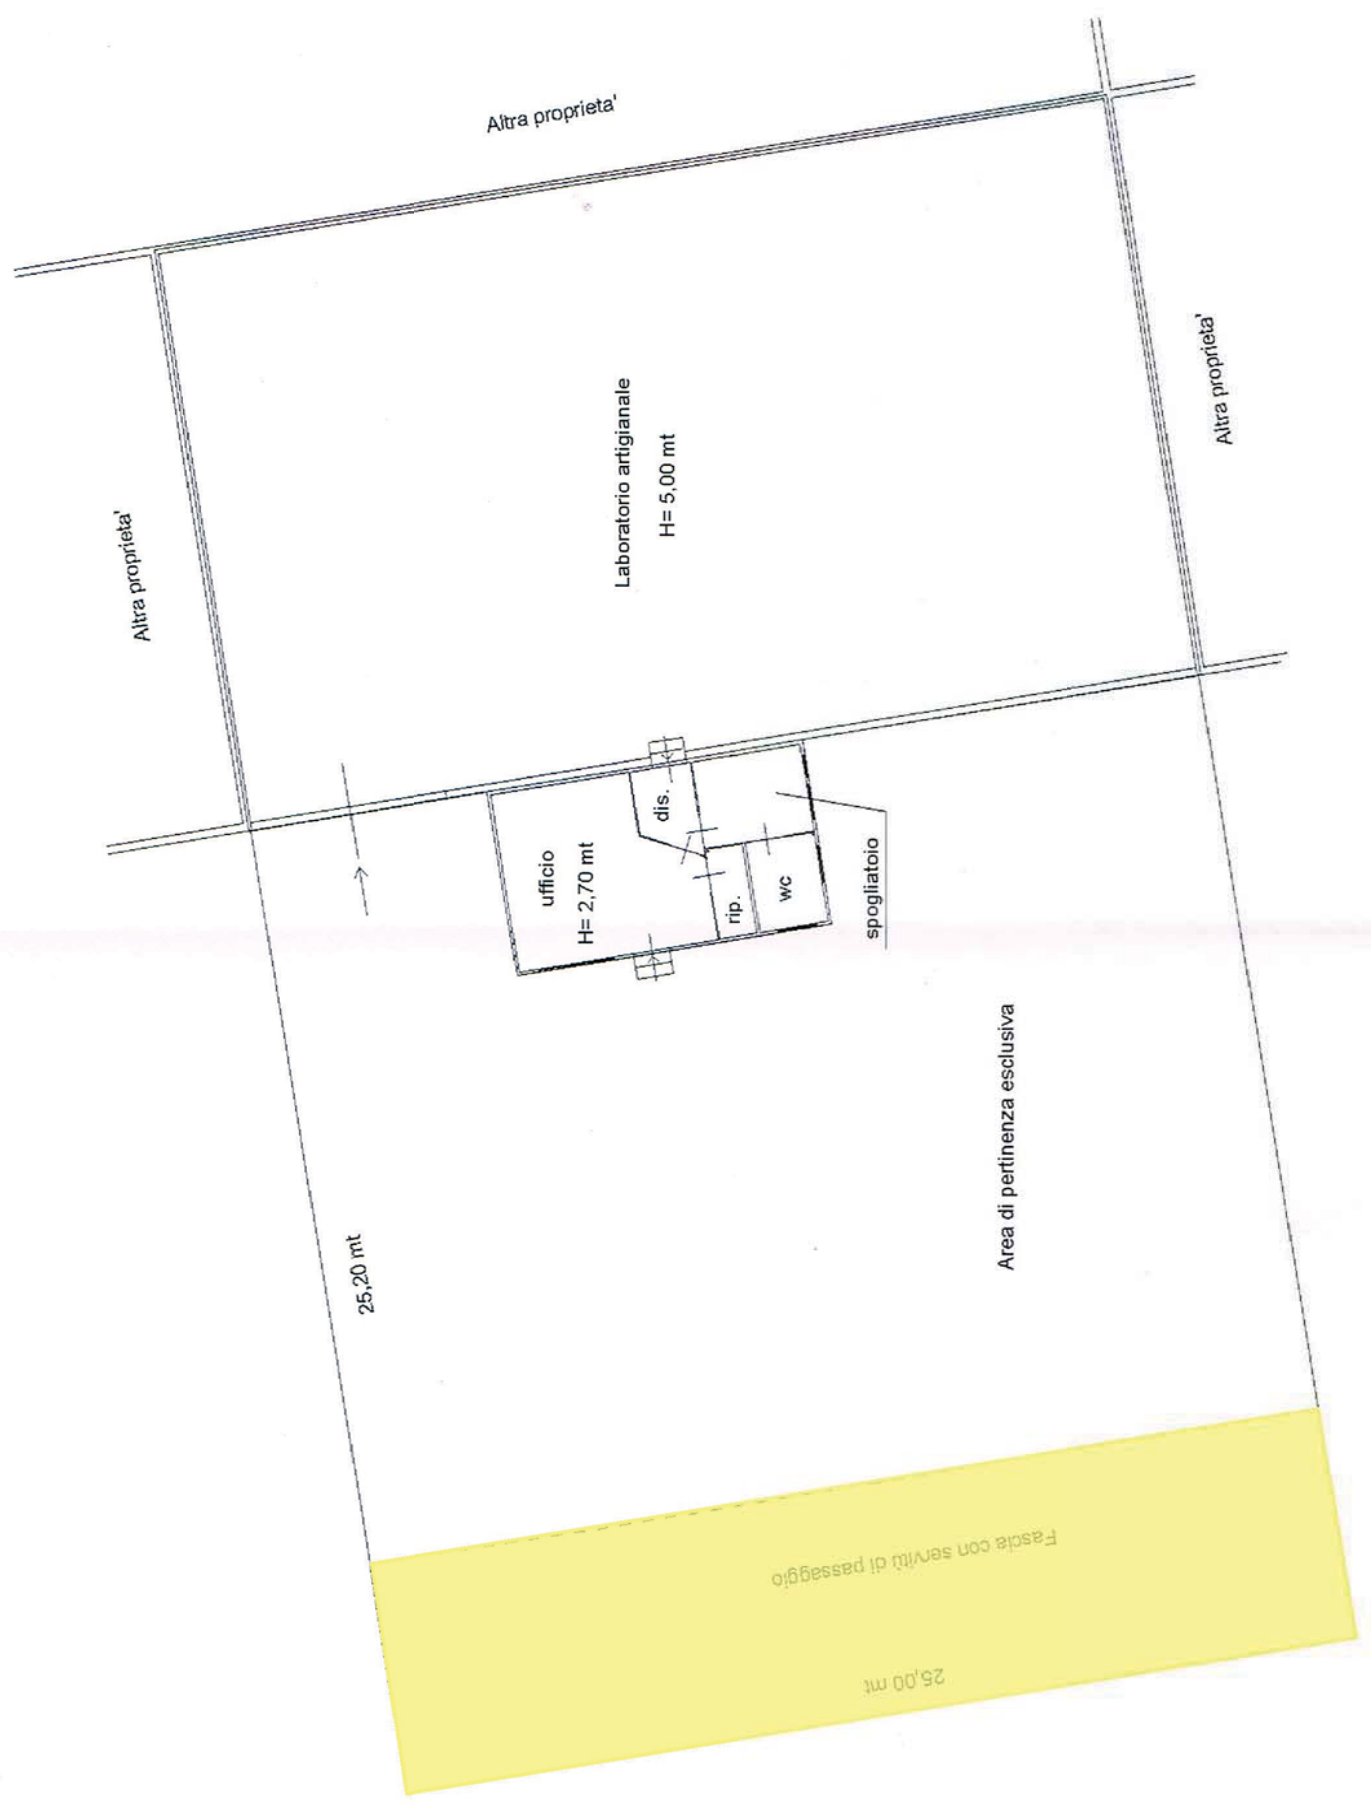 Altra proprieta'
Altra proprieta'
Altra proprieta'
Laboratorio artigianale
H= 5,00 mt
ufficio
H= 2,70 mt
dis.
rip.
wc
spogliatoio
25,20 mt
Area di pertinenza esclusiva
Fascia con servitù di passaggio
25,00 mt